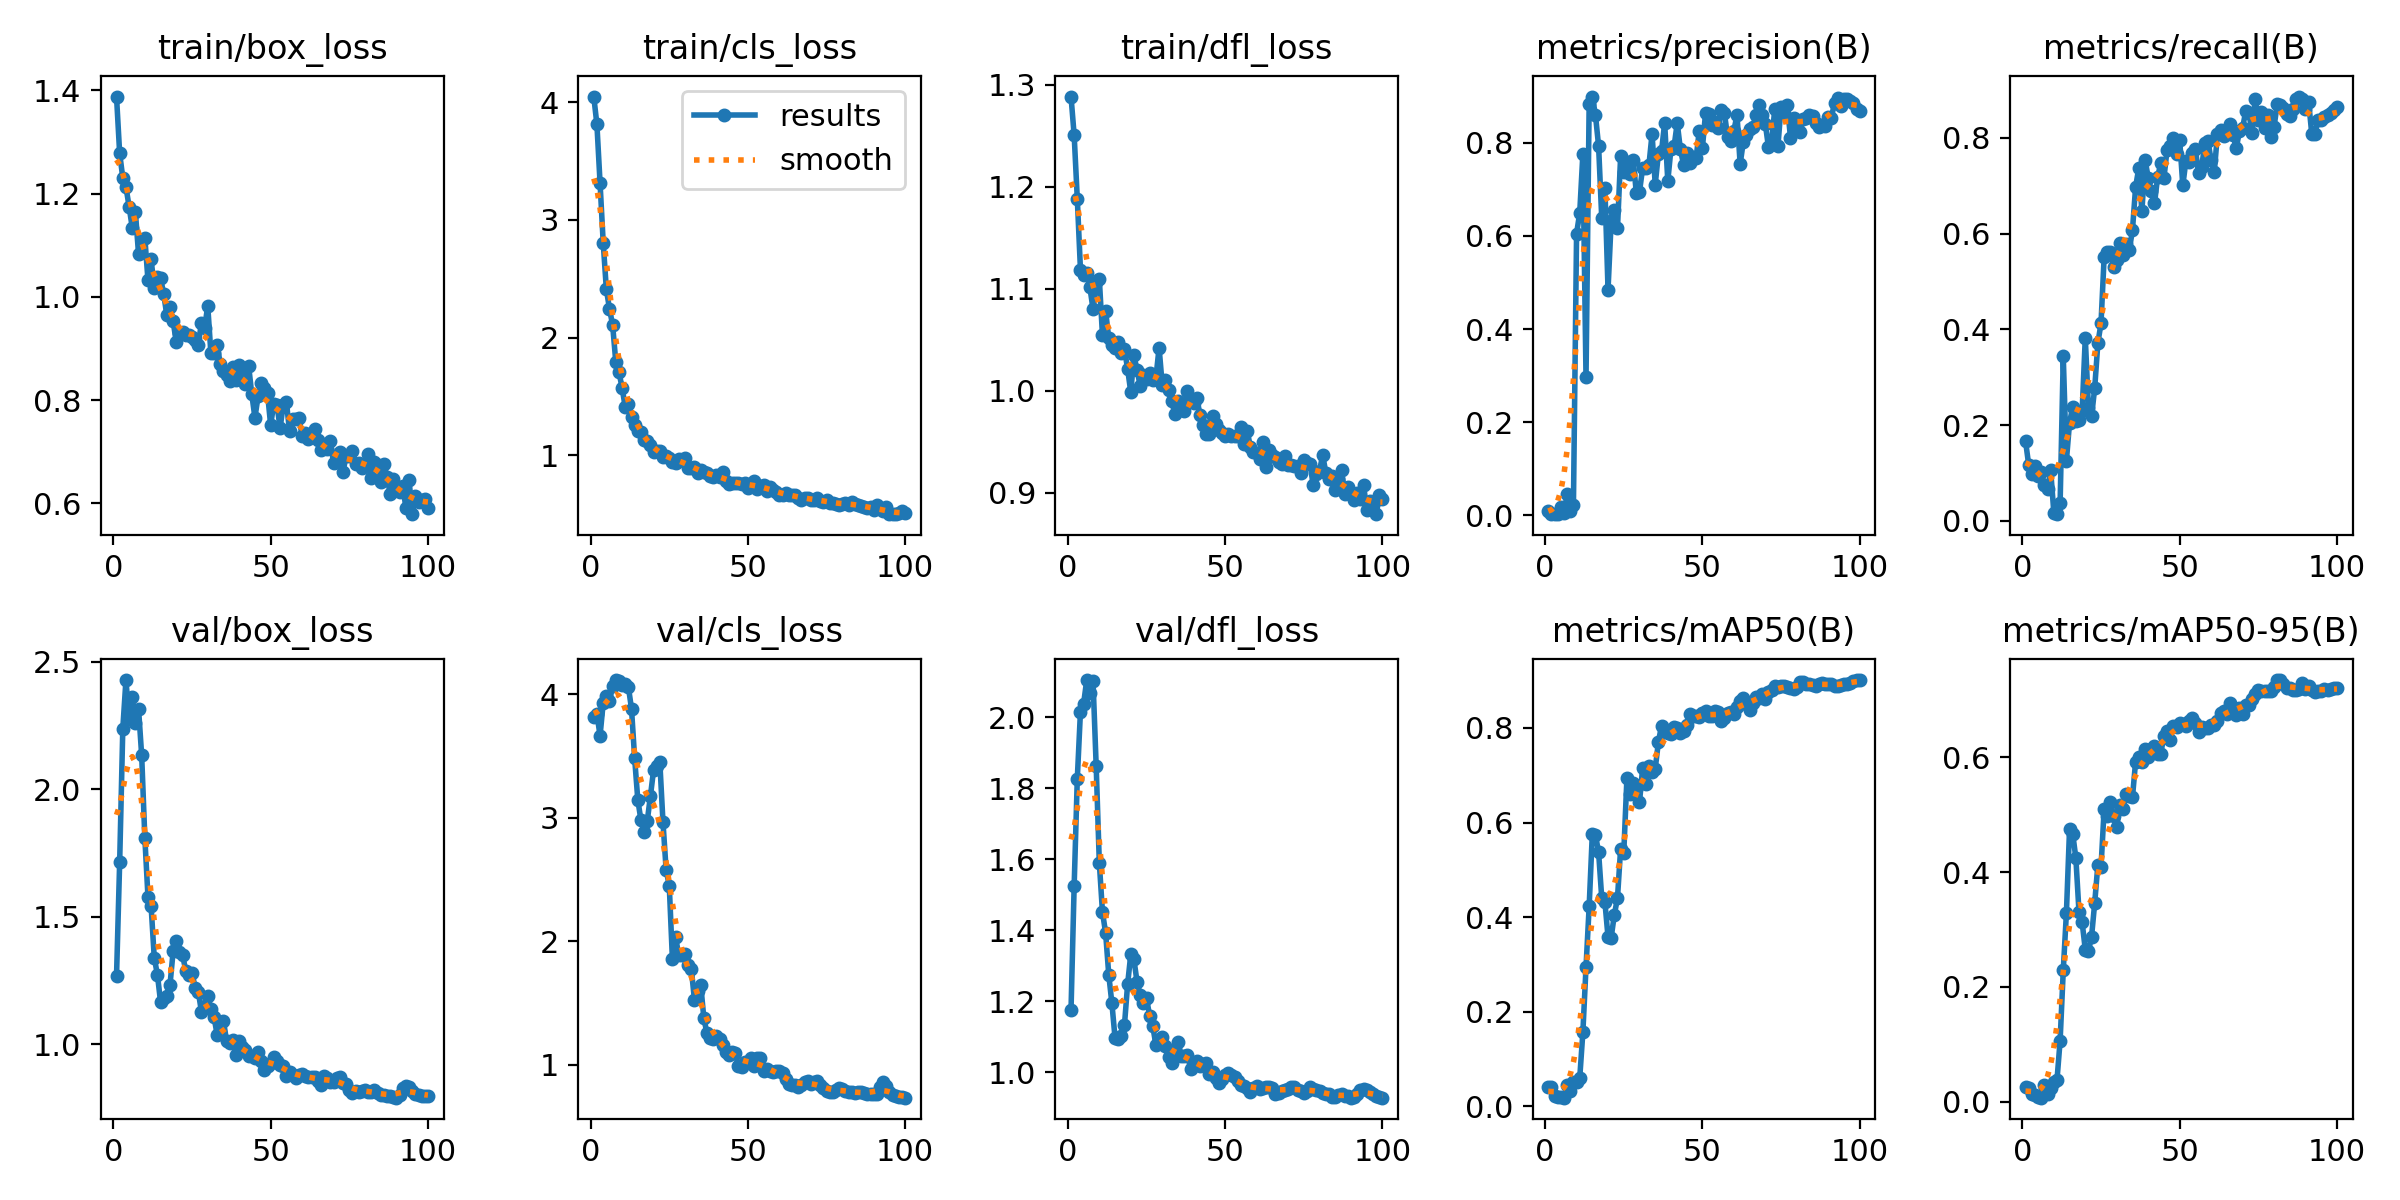 train/box_loss
1.4
1.2
1.0
0.8
0.6
0 50 100
train/cls_loss
results
smooth
4
3
2
1
0 50 100
train/dfl_loss
1.3
1.2
1.1
1.0
0.9
0 50 100
metrics/precision(B)
0.8
0.6
0.4
0.2
0.0
0 50 100
metrics/recall(B)
0.8
0.6
0.4
0.2
0.0
0 50 100
val/box_loss
2.5
2.0
1.5
1.0
0 50 100
val/cls_loss
4
3
2
1
0 50 100
val/dfl_loss
2.0
1.8
1.6
1.4
1.2
1.0
0 50 100
metrics/mAP50(B)
0.8
0.6
0.4
0.2
0.0
0 50 100
metrics/mAP50-95(B)
0.6
0.4
0.2
0.0
0 50 100